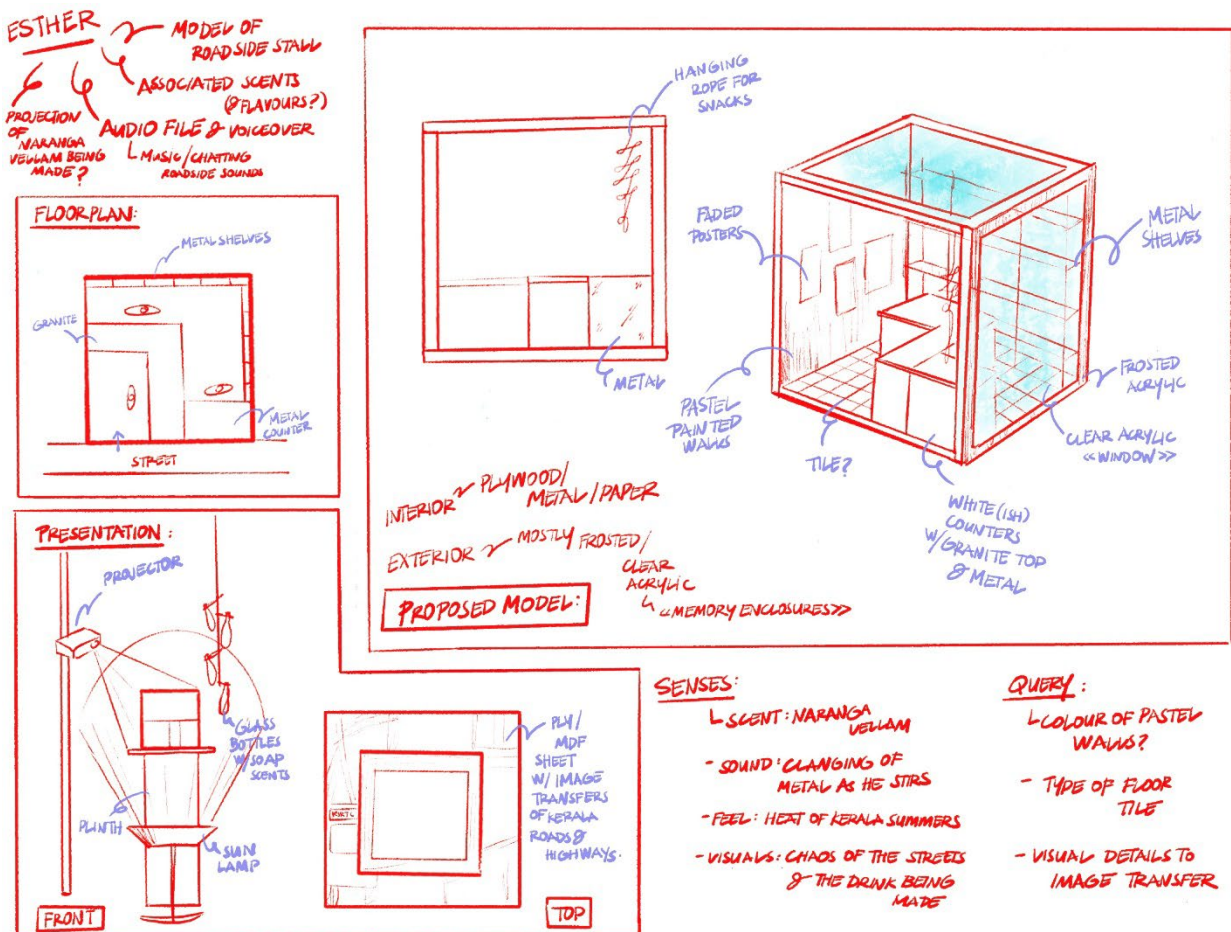 ESTHER
MODEL OF
ROADSIDE STALL
ASSOCIATED SCENTS
(& FLAVOURS?)
AUDIO FILE & VOICEOVER
MUSIC/CHATTING
ROADSIDE SOUNDS
PROJECTION
OF
NARANGA
VELLAM BEING
MADE?
FLOORPLAN:
METAL SHELVES
GRANITE
METAL
COUNTER
STREET
HANGING
ROPE FOR
SNACKS
METAL
FADED
POSTERS
METAL
SHELVES
PASTEL
PAINTED
WALLS
TILE?
FROSTED
ACRYLIC
CLEAR ACRYLIC
<<WINDOW>>
WHITE(ISH)
COUNTERS
W/GRANITE TOP
& METAL
INTERIOR
PLYWOOD/
METAL/PAPER
EXTERIOR
MOSTLY FROSTED/
CLEAR
ACRYLIC
<<MEMORY ENCLOSURES>>
PROPOSED MODEL:
PRESENTATION:
PROJECTOR
GLASS
BOTTLES
W/SOAP
SCENTS
PLINTH
SUN
LAMP
FRONT
PLY/
MDF
SHEET
W/ IMAGE
TRANSFERS
OF KERALA
ROADS &
HIGHWAYS.
TOP
SENSES:
SCENT: NARANGA
VELLAM
- SOUND: CLANGING OF
METAL AS HE STIRS
- FEEL: HEAT OF KERALA SUMMERS
- VISUALS: CHAOS OF THE STREETS
& THE DRINK BEING
MADE
QUERY:
COLOUR OF PASTEL
WALLS?
- TYPE OF FLOOR
TILE
- VISUAL DETAILS TO
IMAGE TRANSFER